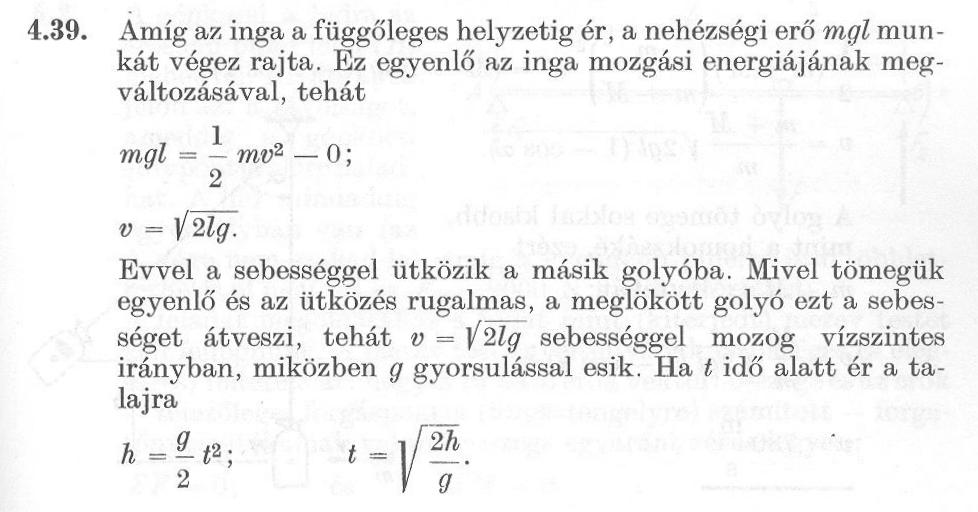 4.39. Amíg az inga a függőleges helyzetig ér, a nehézségi erő mgl mun-
kát végez rajta. Ez egyenlő az inga mozgási energiájának meg-
változásával, tehát
mgl = 1/2 mv² — 0;
v = √2lg.
Evvel a sebességgel ütközik a másik golyóba. Mivel tömegük
egyenlő és az ütközés rugalmas, a meglökött golyó ezt a sebes-
séget átveszi, tehát v = √2lg sebességgel mozog vízszintes
irányban, miközben g gyorsulással esik. Ha t idő alatt ér a ta-
lajra
h = g/2 t²; t = √2h/g.